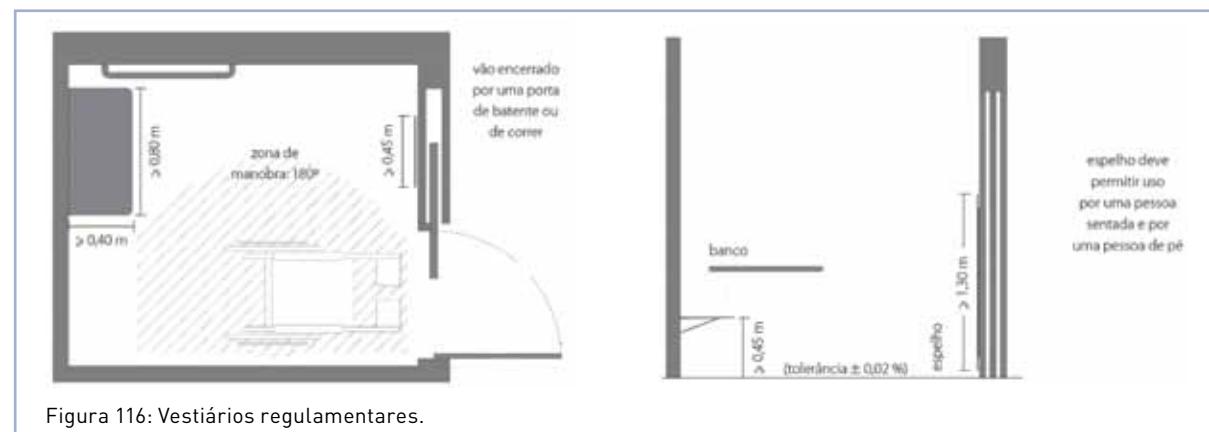 vão encerrado
por uma porta
de batente ou
de correr
⩾ 0,80 m
⩾ 0,45 m
zona de
manobra: 180º
⩾ 0,40 m
banco
⩾ 0,45 m
(tolerância ± 0,02 %)
espelho
⩾ 1,30 m
espelho deve
permitir uso
por uma pessoa
sentada e por
uma pessoa de pé
Figura 116: Vestiários regulamentares.